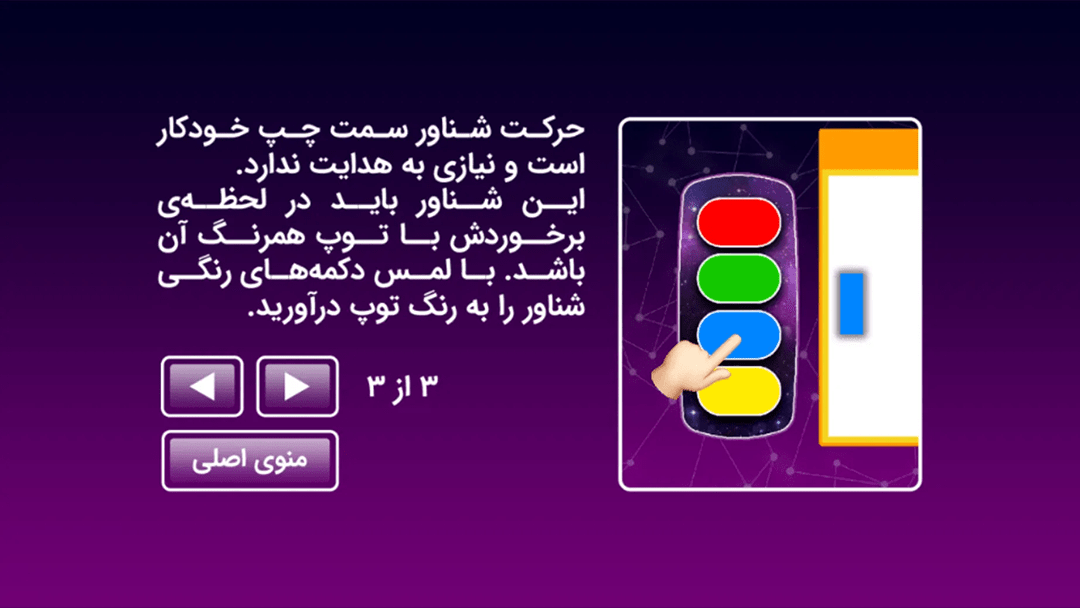 حرکت شناور سمت چپ خودکار
است و نیازی به هدایت ندارد.
این شناور باید در لحظه‌ی
برخوردش با توپ همرنگ آن
باشد. با لمس دکمه‌های رنگی
شناور را به رنگ توپ درآورید.
۳ از ۳
منوی اصلی